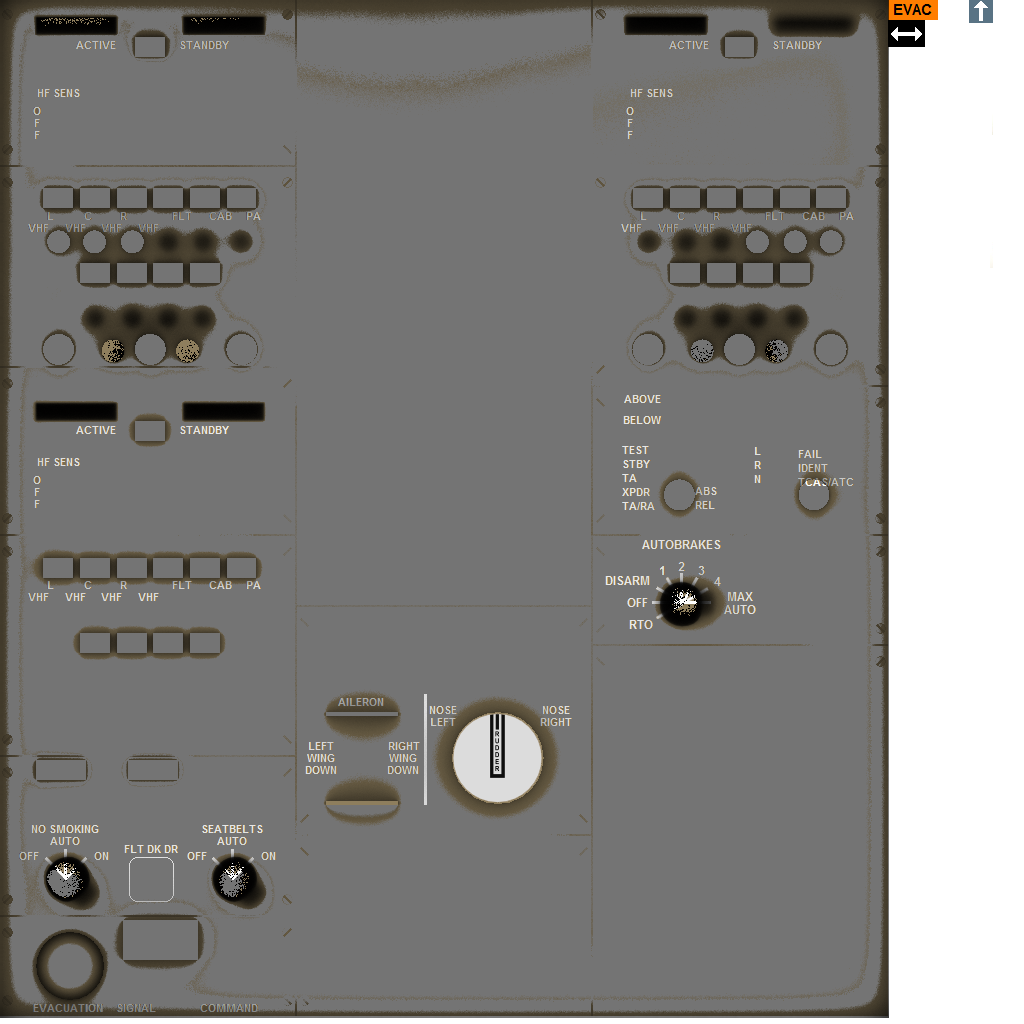 EVAC
ACTIVE STANDBY
HF SENS
O
F
F
L C R FLT CAB PA
VHF VHF VHF VHF
ACTIVE STANDBY
HF SENS
O
F
F
L C R FLT CAB PA
VHF VHF VHF VHF
ACTIVE STANDBY
HF SENS
O
F
F
L C R FLT CAB PA
VHF VHF VHF VHF
ABOVE
BELOW
TEST
STBY
TA
XPDR
TA/RA
ABS
REL
L
R
N
FAIL
IDENT
TCAS/ATC
AUTOBRAKES
1 2 3 4
DISARM
OFF
RTO
MAX
AUTO
AILERON
LEFT
WING
DOWN
RIGHT
WING
DOWN
NOSE
LEFT
NOSE
RIGHT
RUDDER
NO SMOKING
AUTO
OFF ON
FLT DK DR
SEATBELTS
AUTO
OFF ON
EVACUATION SIGNAL COMMAND